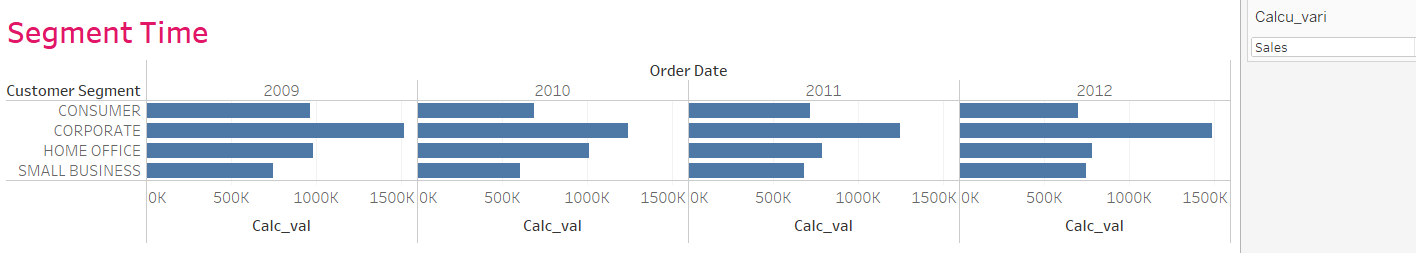 Segment Time
Calcu_vari
Sales
Order Date
Customer Segment 2009 2010 2011 2012
CONSUMER
CORPORATE
HOME OFFICE
SMALL BUSINESS
0K 500K 1000K 1500K 0K 500K 1000K 1500K 0K 500K 1000K 1500K 0K 500K 1000K 1500K
Calc_val Calc_val Calc_val Calc_val